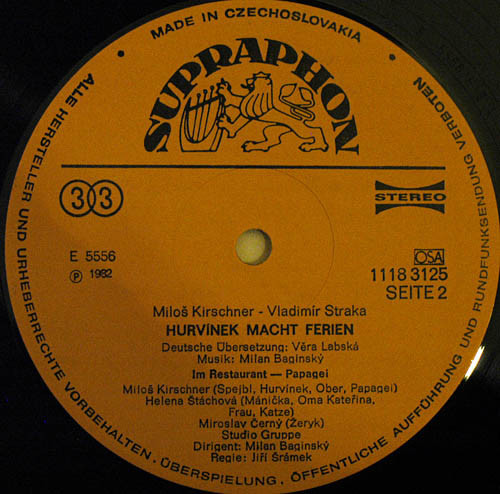 MADE IN CZECHOSLOVAKIA
SUPRAPHON
33
STEREO
E 5556
Ⓟ 1982
OSA
1118 3125
SEITE 2
Miloš Kirschner - Vladimír Straka
HURVÍNEK MACHT FERIEN
Deutsche Übersetzung: Věra Labská
Musik: Milan Baginský
Im Restaurant — Papagei
Miloš Kirschner (Spejbl, Hurvínek, Ober, Papagei)
Helena Štáchová (Mánička, Oma Kateřina,
Frau, Katze)
Miroslav Černý (Žeryk)
Studio Gruppe
Dirigent: Milan Baginský
Regie: Jiří Šrámek
ALLE HERSTELLER UND URHEBERRECHTE VORBEHALTEN. ÜBERSPIELUNG, ÖFFENTLICHE AUFFÜHRUNG UND RUNDFUNKSENDUNG VERBOTEN